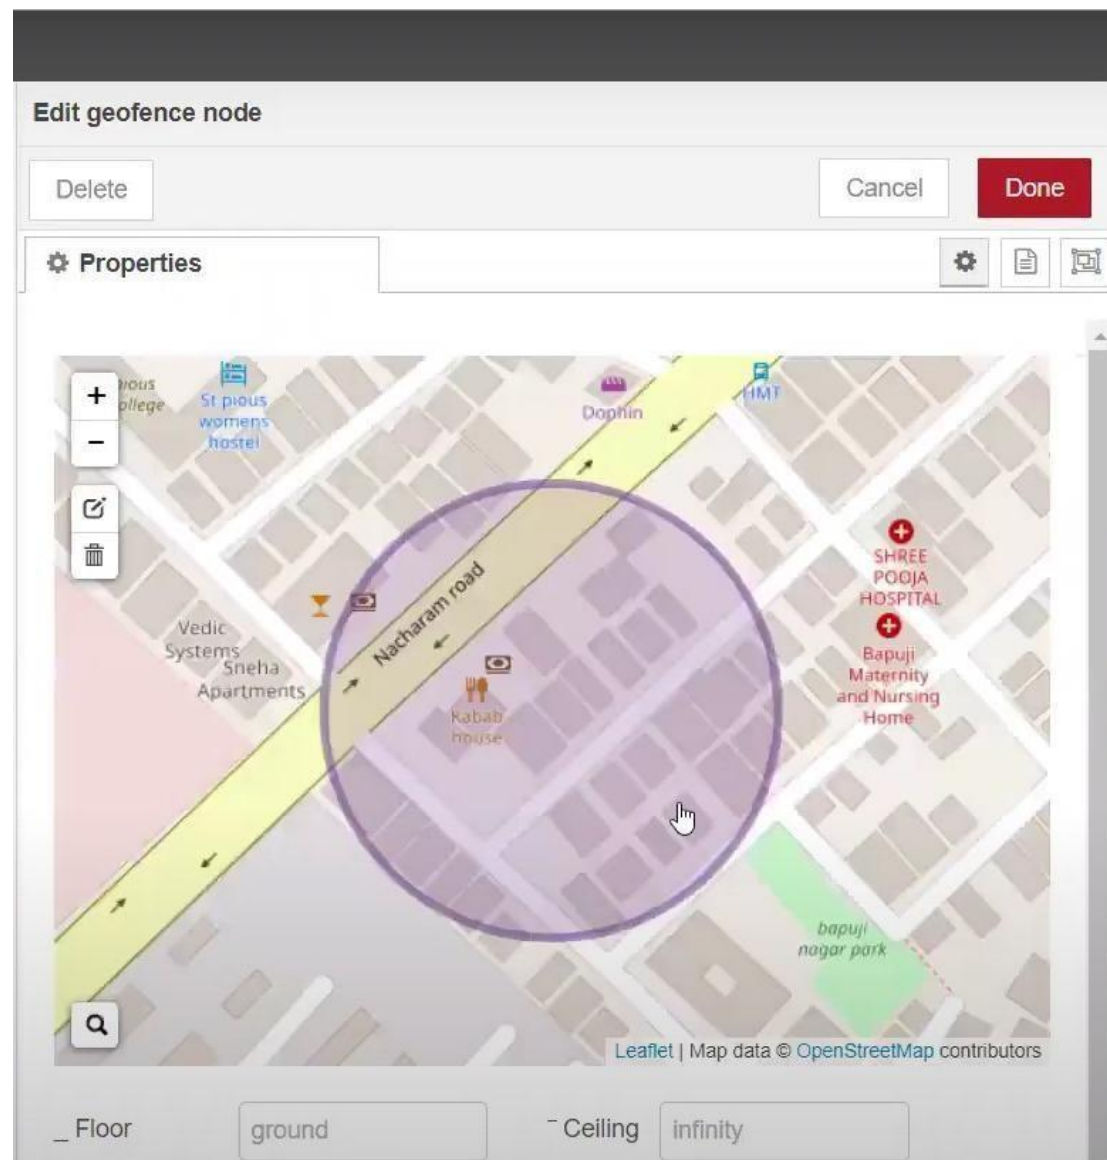 Edit geofence node
Delete
Cancel
Done
Properties
+
−
St pious
womens
hostel
Dophin
HMT
SHREE
POOJA
HOSPITAL
Nacharam road
Vedic
Systems
Sneha
Apartments
Bapuji
Maternity
and Nursing
Home
Kabab
house
bapuji
nagar park
Leaflet | Map data © OpenStreetMap contributors
_ Floor
ground
‾ Ceiling
infinity